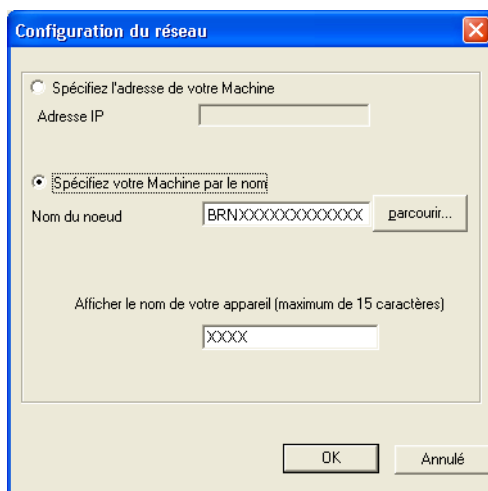 Configuration du réseau
Spécifiez l'adresse de votre Machine
Adresse IP
Spécifiez votre Machine par le nom
Nom du noeud
BRNXXXXXXXXXXXX
parcourir...
Afficher le nom de votre appareil (maximum de 15 caractères)
XXXX
OK
Annulé